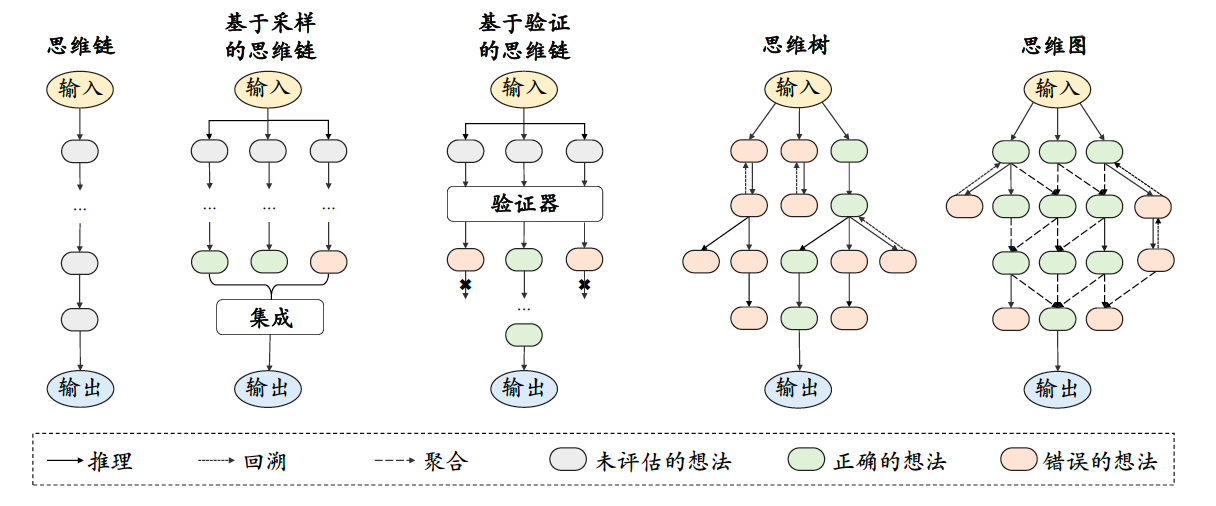 思维链
基于采样
的思维链
基于验证
的思维链
思维树
思维图
输入
输入
输入
输入
输入
...
...
...
...
验证器
...
集成
输出
输出
输出
输出
输出
推理
回溯
聚合
未评估的想法
正确的想法
错误的想法